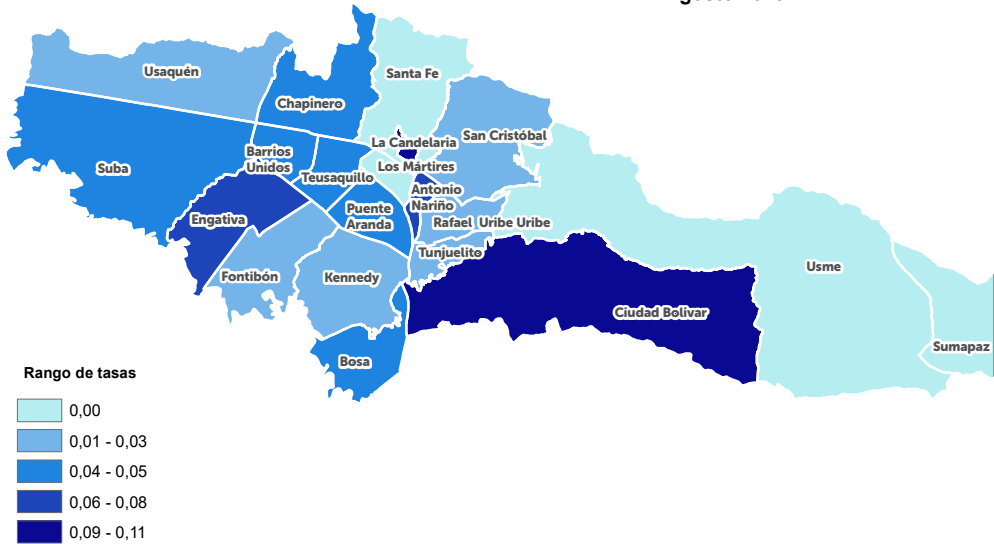 Usaquén
Santa Fe
Chapinero
San Cristóbal
La Candelaria
Barrios
Unidos
Los Mártires
Suba
Teusaquillo
Antonio
Nariño
Puente
Aranda
Engativa
Rafael Uribe Uribe
Tunjuelito
Usme
Fontibón
Kennedy
Ciudad Bolivar
Sumapaz
Bosa
Rango de tasas
0,00
0,01 - 0,03
0,04 - 0,05
0,06 - 0,08
0,09 - 0,11